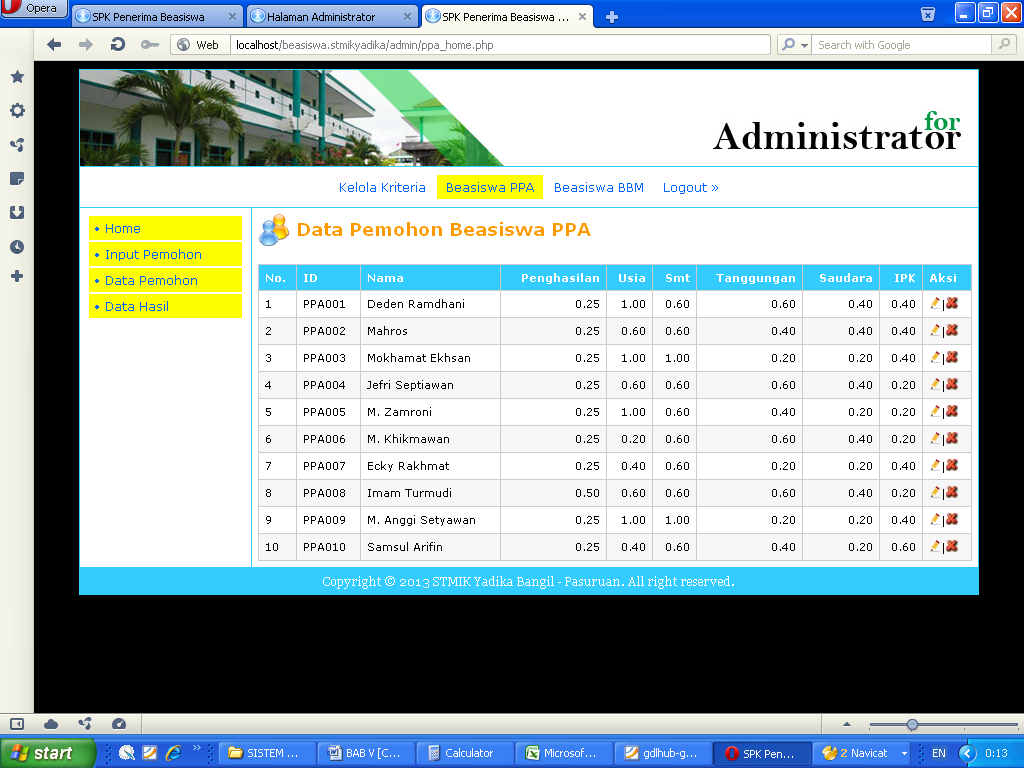 Opera
SPK Penerima Beasiswa
Halaman Administrator
SPK Penerima Beasiswa ...
Web
localhost/beasiswa.stmikyadika/admin/ppa_home.php
Search with Google
for
Administrator
Kelola Kriteria Beasiswa PPA Beasiswa BBM Logout »
• Home
• Input Pemohon
• Data Pemohon
• Data Hasil
Data Pemohon Beasiswa PPA
No. ID Nama Penghasilan Usia Smt Tanggungan Saudara IPK Aksi
1 PPA001 Deden Ramdhani 0.25 1.00 0.60 0.60 0.40 0.40 |
2 PPA002 Mahros 0.25 0.60 0.60 0.40 0.40 0.40 |
3 PPA003 Mokhamat Ekhsan 0.25 1.00 1.00 0.20 0.20 0.40 |
4 PPA004 Jefri Septiawan 0.25 0.60 0.60 0.60 0.40 0.20 |
5 PPA005 M. Zamroni 0.25 1.00 0.60 0.40 0.20 0.20 |
6 PPA006 M. Khikmawan 0.25 0.20 0.60 0.60 0.40 0.20 |
7 PPA007 Ecky Rakhmat 0.25 0.40 0.60 0.20 0.20 0.40 |
8 PPA008 Imam Turmudi 0.50 0.60 0.60 0.60 0.40 0.20 |
9 PPA009 M. Anggi Setyawan 0.25 1.00 1.00 0.20 0.20 0.40 |
10 PPA010 Samsul Arifin 0.25 0.40 0.60 0.40 0.20 0.60 |
Copyright © 2013 STMIK Yadika Bangil - Pasuruan. All right reserved.
start
SISTEM ...
BAB V [C...
Calculator
Microsof...
gdlhub-g...
SPK Pen...
2 Navicat
EN
0:13